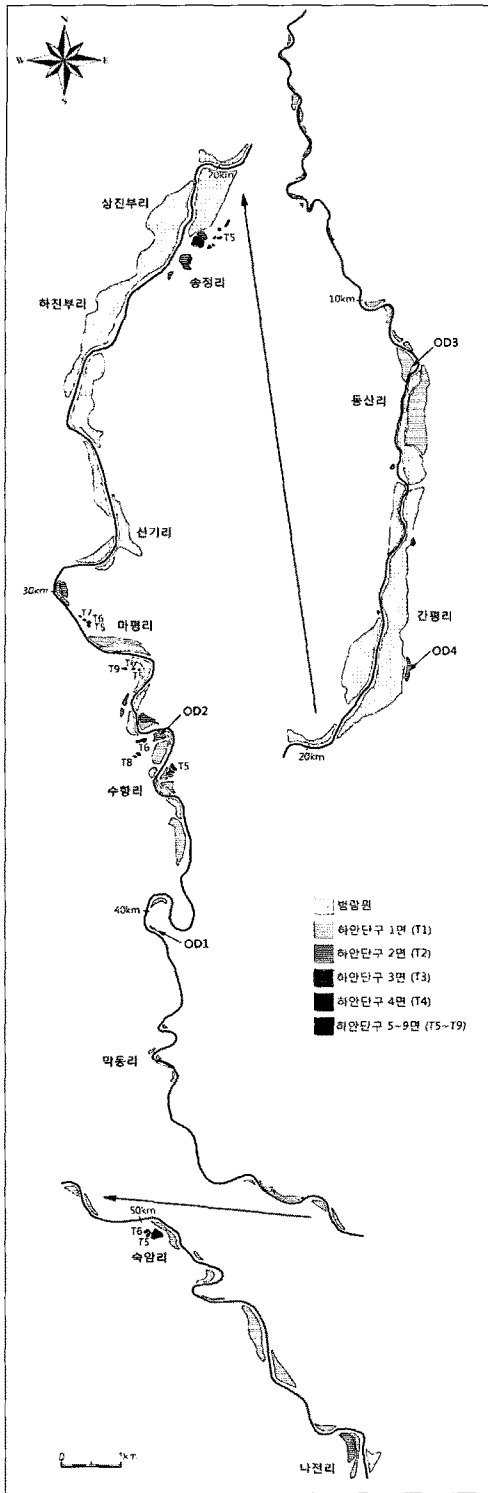 N
W E
S
10km
OD3
동산리
간평리
OD4
20km
상진부리
70km
T5
송정리
하진부리
신기리
30km
T7
T6
T5
마평리
T9
OD2
T6
T8
T5
수항리
40km
OD1
막동리
범람원
하안단구 1면 (T1)
하안단구 2면 (T2)
하안단구 3면 (T3)
하안단구 4면 (T4)
하안단구 5~9면 (T5~T9)
50km
T6
T5
숙암리
나전리
0 1km